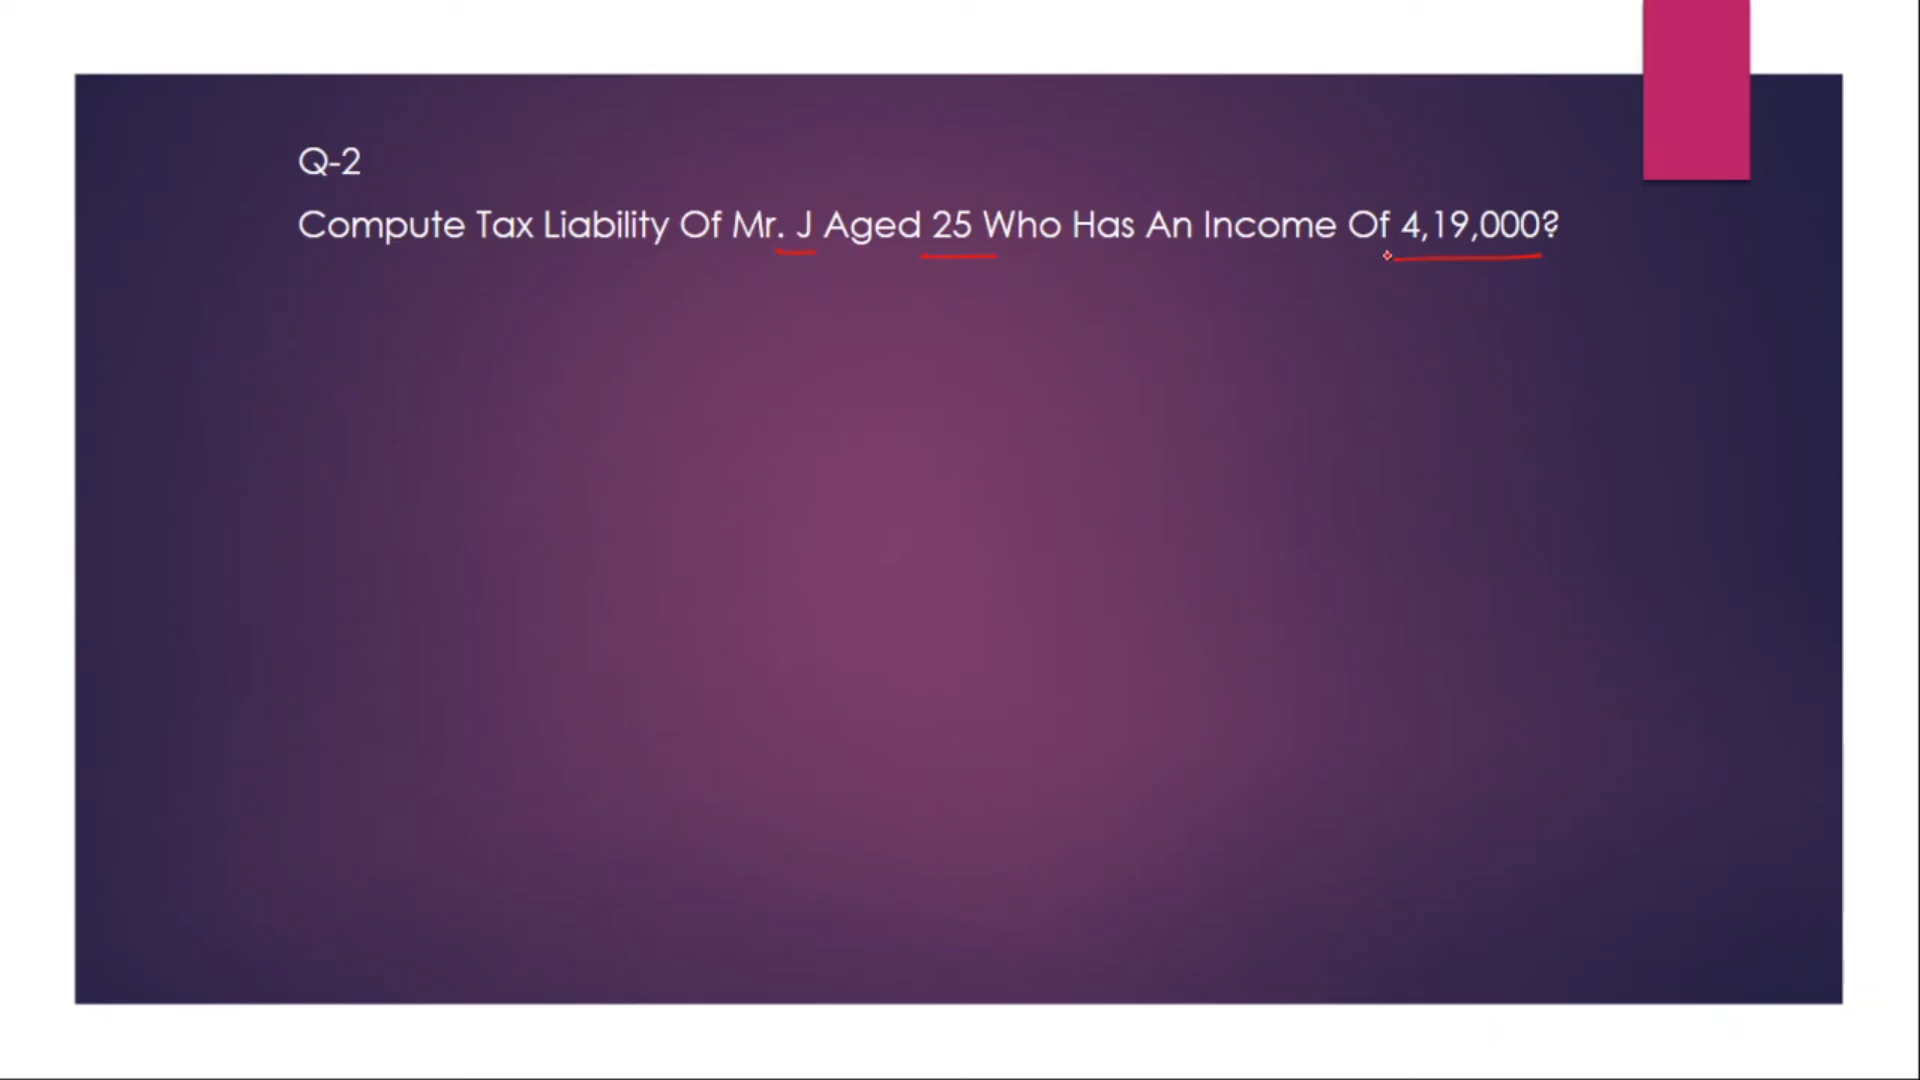 Q-2
Compute Tax Liability Of Mr. J Aged 25 Who Has An Income Of 4,19,000?